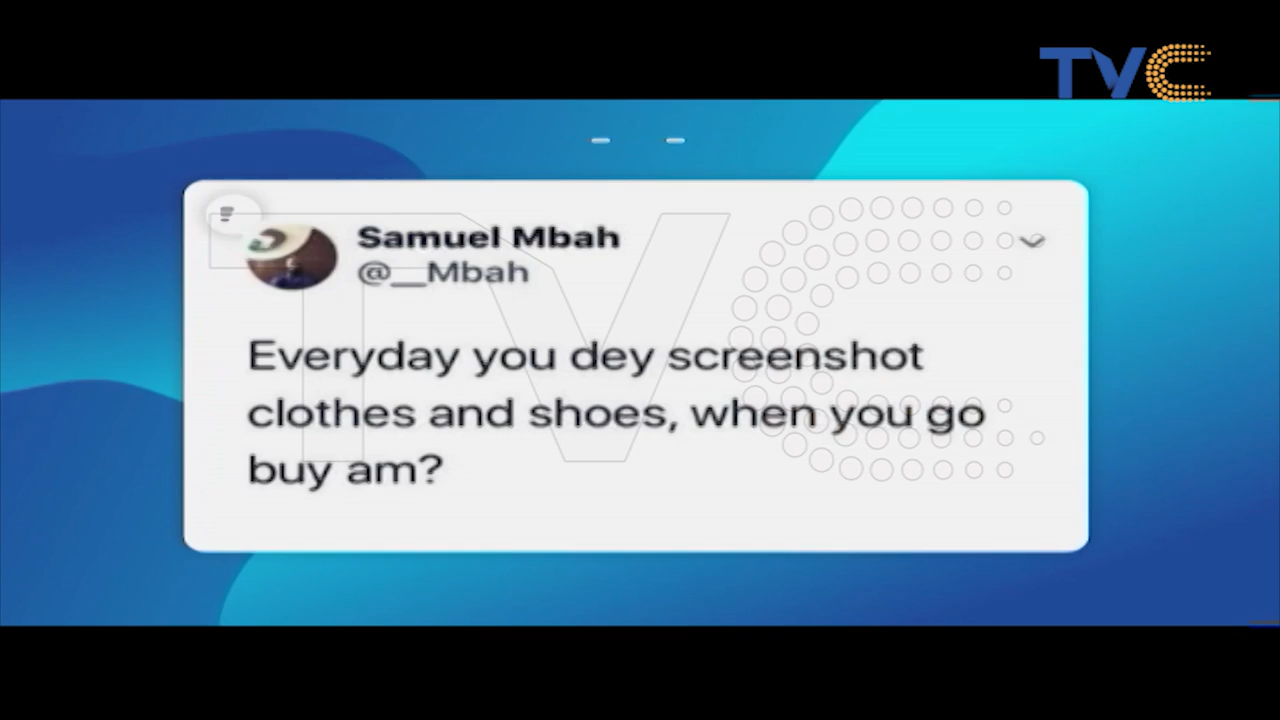 TVC
Samuel Mbah
@__Mbah
Everyday you dey screenshot
clothes and shoes, when you go
buy am?